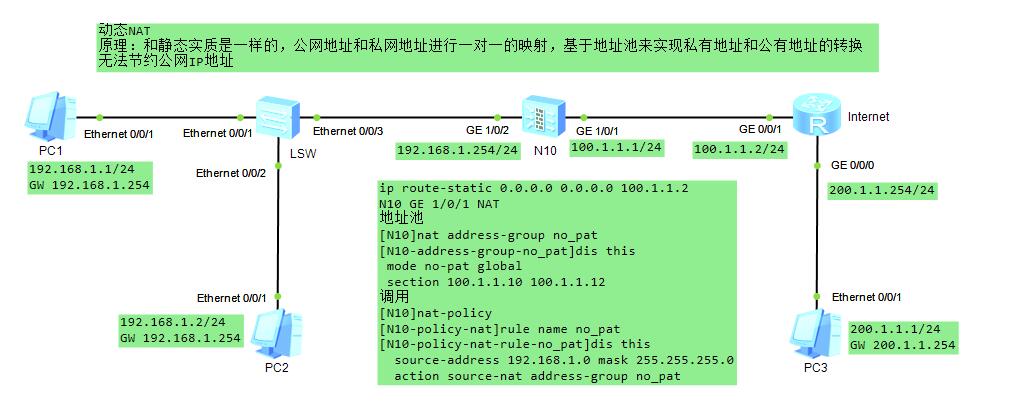 动态NAT
原理：和静态实质是一样的，公网地址和私网地址进行一对一的映射，基于地址池来实现私有地址和公有地址的转换
无法节约公网IP地址
PC1
Ethernet 0/0/1
Ethernet 0/0/1
LSW
Ethernet 0/0/3
GE 1/0/2
N10
GE 1/0/1
GE 0/0/1
Internet
192.168.1.1/24
GW 192.168.1.254
Ethernet 0/0/2
192.168.1.254/24
100.1.1.1/24
100.1.1.2/24
GE 0/0/0
200.1.1.254/24
ip route-static 0.0.0.0 0.0.0.0 100.1.1.2
N10 GE 1/0/1 NAT
地址池
[N10]nat address-group no_pat
[N10-address-group-no_pat]dis this
mode no-pat global
section 100.1.1.10 100.1.1.12
调用
[N10]nat-policy
[N10-policy-nat]rule name no_pat
[N10-policy-nat-rule-no_pat]dis this
source-address 192.168.1.0 mask 255.255.255.0
action source-nat address-group no_pat
Ethernet 0/0/1
192.168.1.2/24
GW 192.168.1.254
PC2
Ethernet 0/0/1
200.1.1.1/24
GW 200.1.1.254
PC3
R